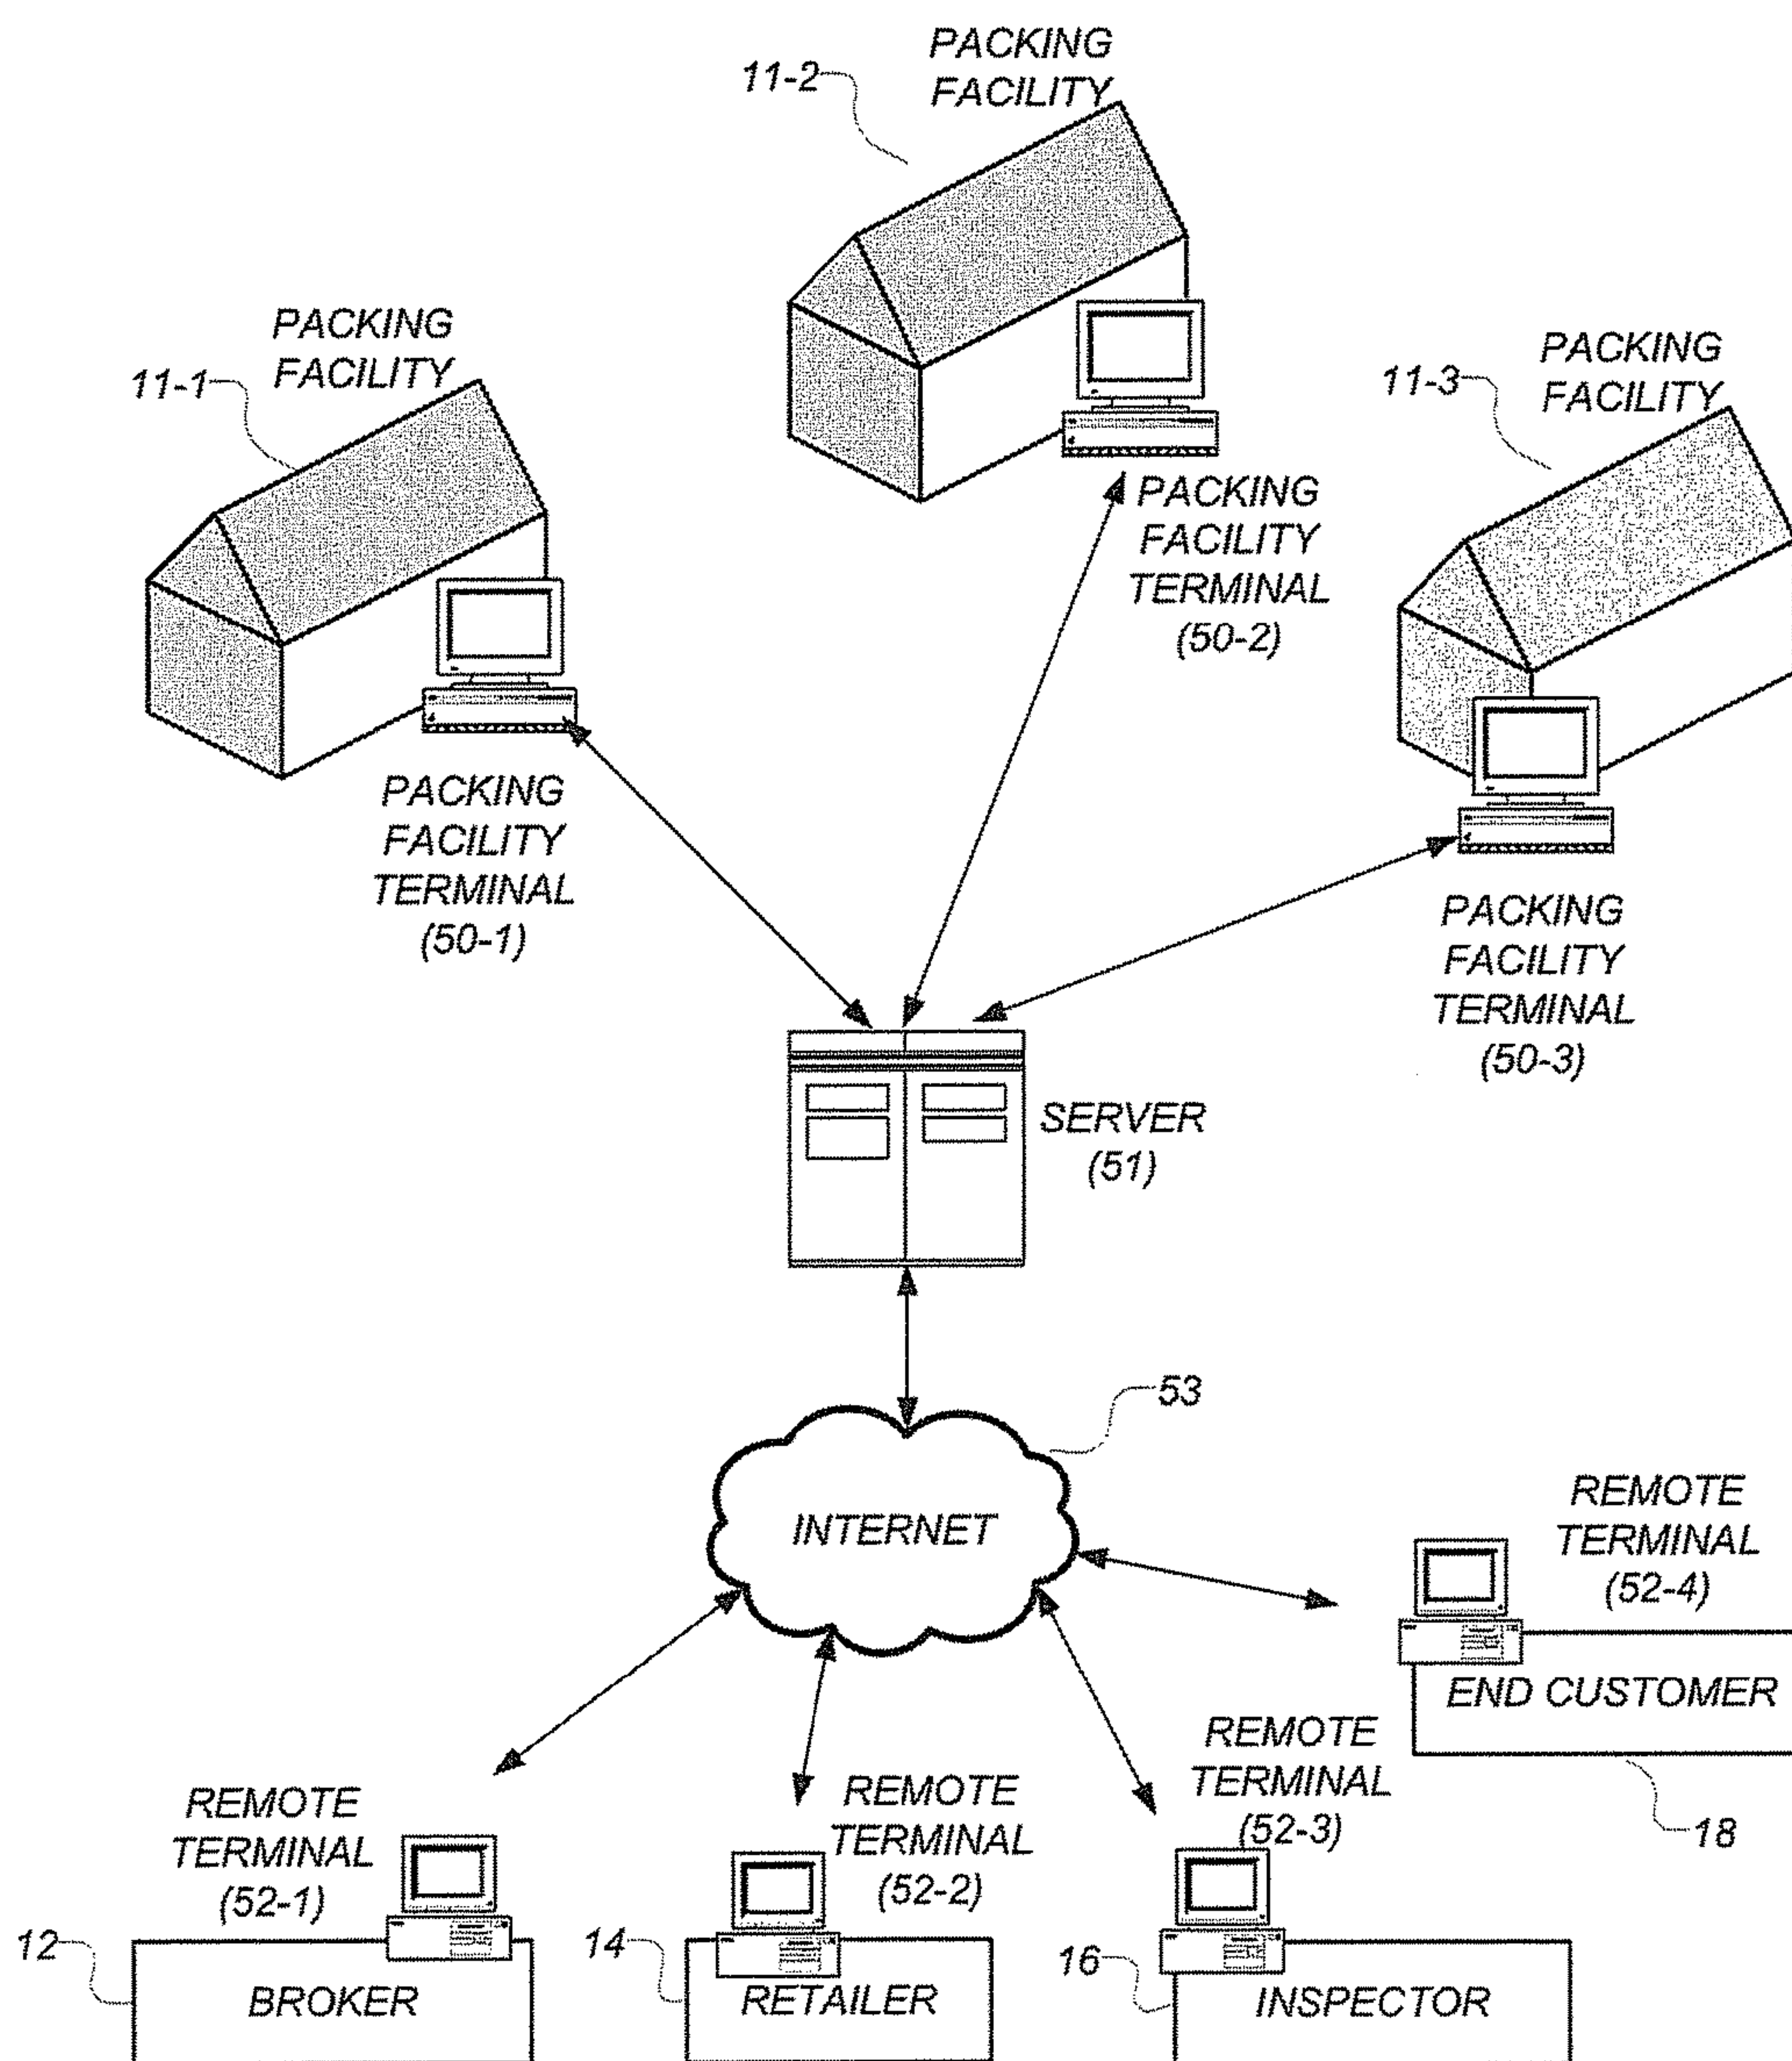 PACKING
FACILITY
11-2
PACKING
FACILITY
11-1
PACKING
FACILITY
11-3
PACKING
FACILITY
TERMINAL
(50-2)
PACKING
FACILITY
TERMINAL
(50-1)
PACKING
FACILITY
TERMINAL
(50-3)
SERVER
(51)
53
INTERNET
REMOTE
TERMINAL
(52-4)
END CUSTOMER
18
REMOTE
TERMINAL
(52-3)
REMOTE
TERMINAL
(52-2)
REMOTE
TERMINAL
(52-1)
12
BROKER
14
RETAILER
16
INSPECTOR